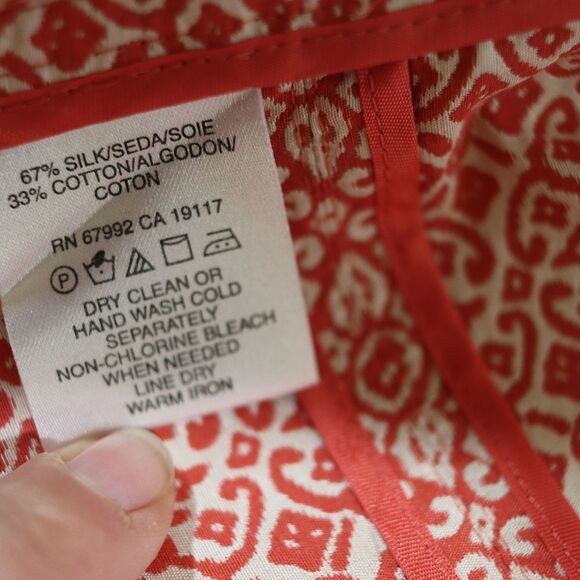 67% SILK/SEDA/SOIE
33% COTTON/ALGODON/
COTON
RN 67992 CA 19117
P
DRY CLEAN OR
HAND WASH COLD
SEPARATELY
NON-CHLORINE BLEACH
WHEN NEEDED
LINE DRY
WARM IRON